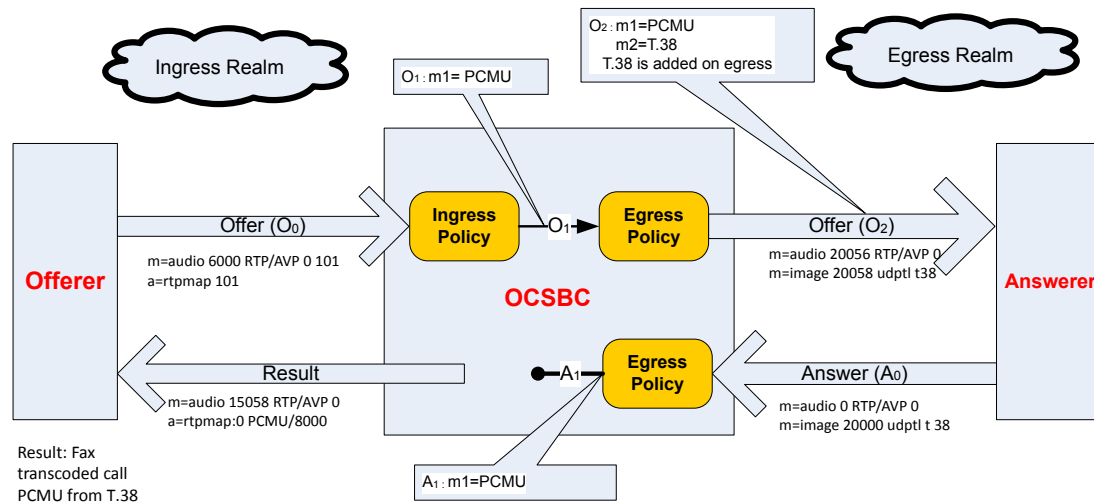 Ingress Realm
O1: m1= PCMU
O2: m1=PCMU
m2=T.38
T.38 is added on egress
Egress Realm
Offerer
Offer (O0)
m=audio 6000 RTP/AVP 0 101
a=rtpmap 101
Ingress
Policy
O1
Egress
Policy
Offer (O2)
m=audio 20056 RTP/AVP 0
m=image 20058 udptl t38
Answerer
OCSBC
Result
m=audio 15058 RTP/AVP 0
a=rtpmap:0 PCMU/8000
A1
Egress
Policy
Answer (A0)
m=audio 0 RTP/AVP 0
m=image 20000 udptl t 38
Result: Fax
transcoded call
PCMU from T.38
A1 : m1=PCMU